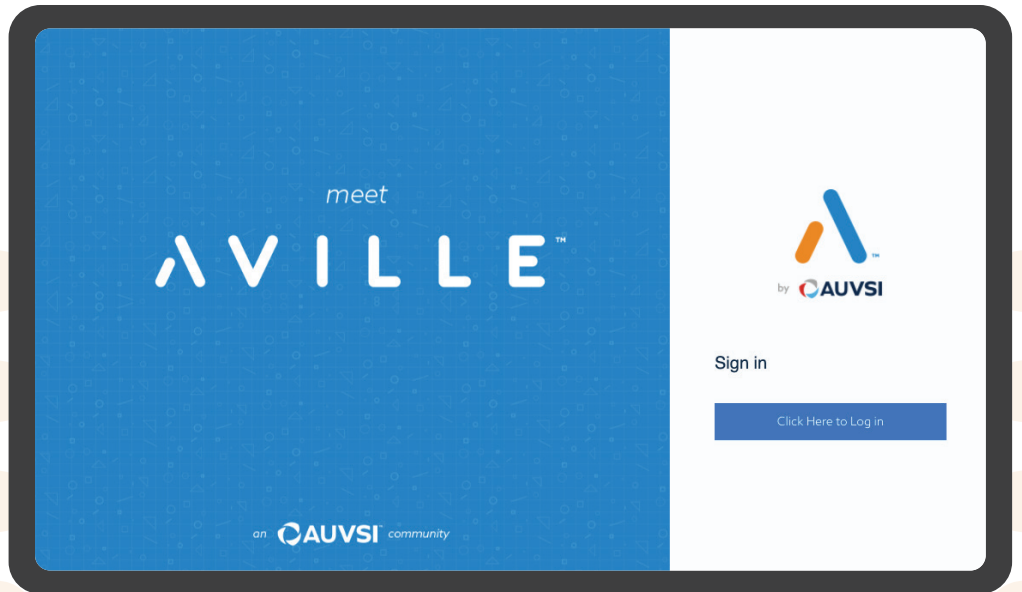 meet
AVILLE™
an AUVSI™ community
™
by AUVSI
Sign in
Click Here to Log in